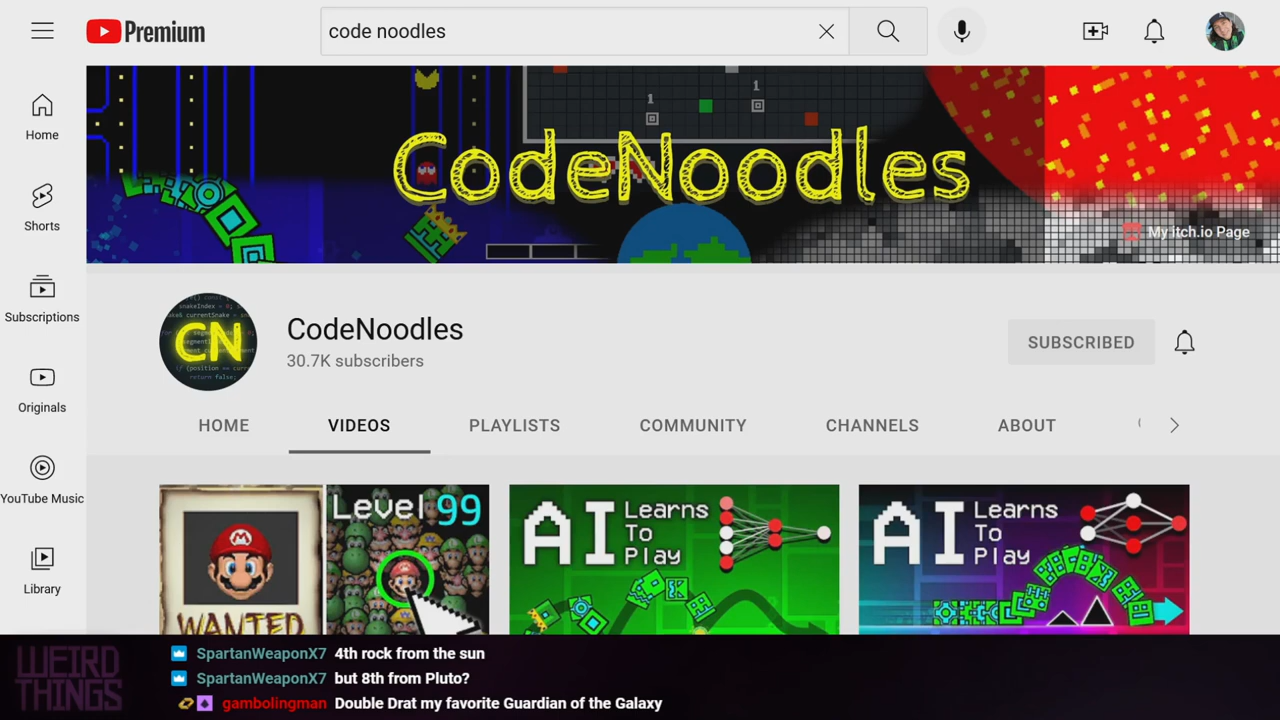 Premium
code noodles
Home
Shorts
Subscriptions
Originals
YouTube Music
Library
1
1
CodeNoodles
My itch.io Page
CN
CodeNoodles
30.7K subscribers
SUBSCRIBED
HOME
VIDEOS
PLAYLISTS
COMMUNITY
CHANNELS
ABOUT
WANTED
Level 99
AI Learns
To
Play
AI Learns
To
Play
WEIRD
THINGS
SpartanWeaponX7 4th rock from the sun
SpartanWeaponX7 but 8th from Pluto?
gambolingman Double Drat my favorite Guardian of the Galaxy